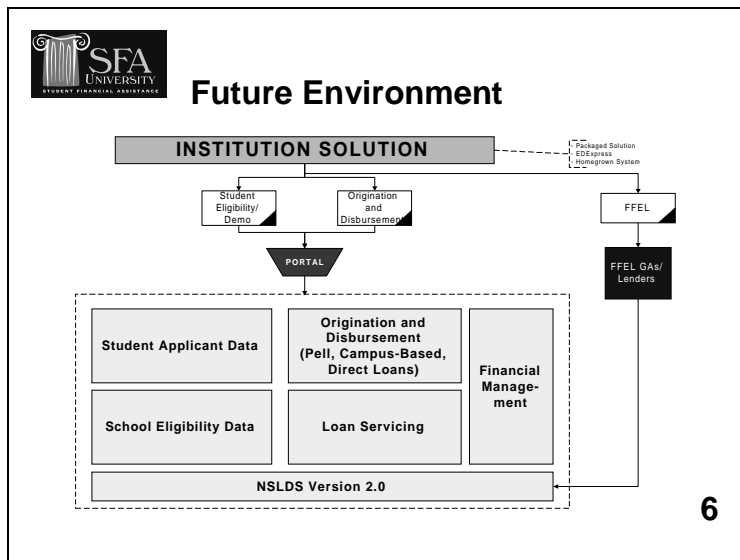 SFA
UNIVERSITY
STUDENT FINANCIAL ASSISTANCE
Future Environment
INSTITUTION SOLUTION
- Packaged Solution
- EDExpress
- Homegrown System
Student
Eligibility/
Demo
Origination
and
Disbursement
FFEL
PORTAL
FFEL GAs/
Lenders
Student Applicant Data
Origination and
Disbursement
(Pell, Campus-Based,
Direct Loans)
Financial
Manage-
ment
School Eligibility Data
Loan Servicing
NSLDS Version 2.0
6